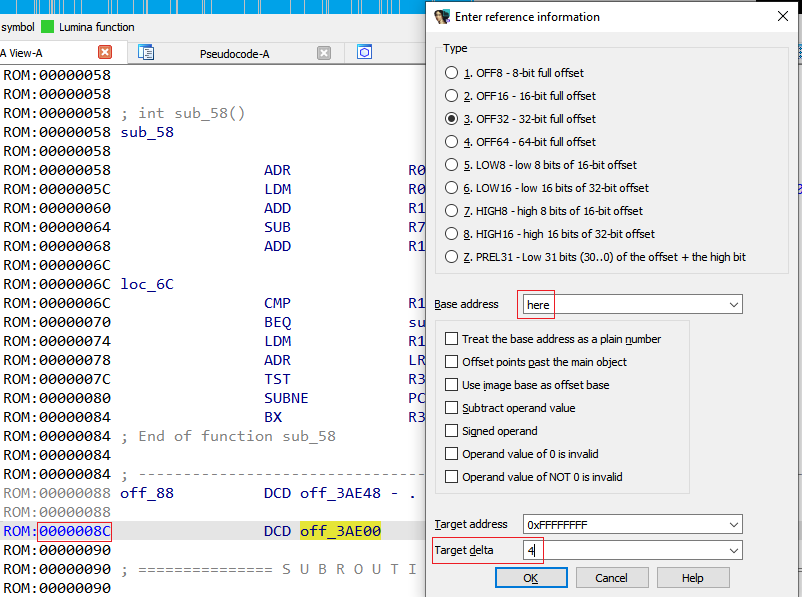 symbol Lumina function
A View-A Pseudocode-A
ROM:00000058
ROM:00000058
ROM:00000058 ; int sub_58()
ROM:00000058 sub_58
ROM:00000058
ROM:00000058 ADR R0
ROM:0000005C LDM R0
ROM:00000060 ADD R1
ROM:00000064 SUB R7
ROM:00000068 ADD R1
ROM:0000006C
ROM:0000006C loc_6C
ROM:0000006C CMP R1
ROM:00000070 BEQ su
ROM:00000074 LDM R1
ROM:00000078 ADR LR
ROM:0000007C TST R3
ROM:00000080 SUBNE PC
ROM:00000084 BX R3
ROM:00000084 ; End of function sub_58
ROM:00000084
ROM:00000084 ; --------------------------------
ROM:00000088 off_88 DCD off_3AE48 - .
ROM:00000088
ROM:0000008C DCD off_3AE00
ROM:00000090
ROM:00000090 ; =============== S U B R O U T I
ROM:00000090
Enter reference information
Type
1. OFF8 - 8-bit full offset
2. OFF16 - 16-bit full offset
3. OFF32 - 32-bit full offset
4. OFF64 - 64-bit full offset
5. LOW8 - low 8 bits of 16-bit offset
6. LOW16 - low 16 bits of 32-bit offset
7. HIGH8 - high 8 bits of 16-bit offset
8. HIGH16 - high 16 bits of 32-bit offset
Z. PREL31 - Low 31 bits (30..0) of the offset + the high bit
Base address here
Treat the base address as a plain number
Offset points past the main object
Use image base as offset base
Subtract operand value
Signed operand
Operand value of 0 is invalid
Operand value of NOT 0 is invalid
Target address 0xFFFFFFFF
Target delta 4
OK Cancel Help